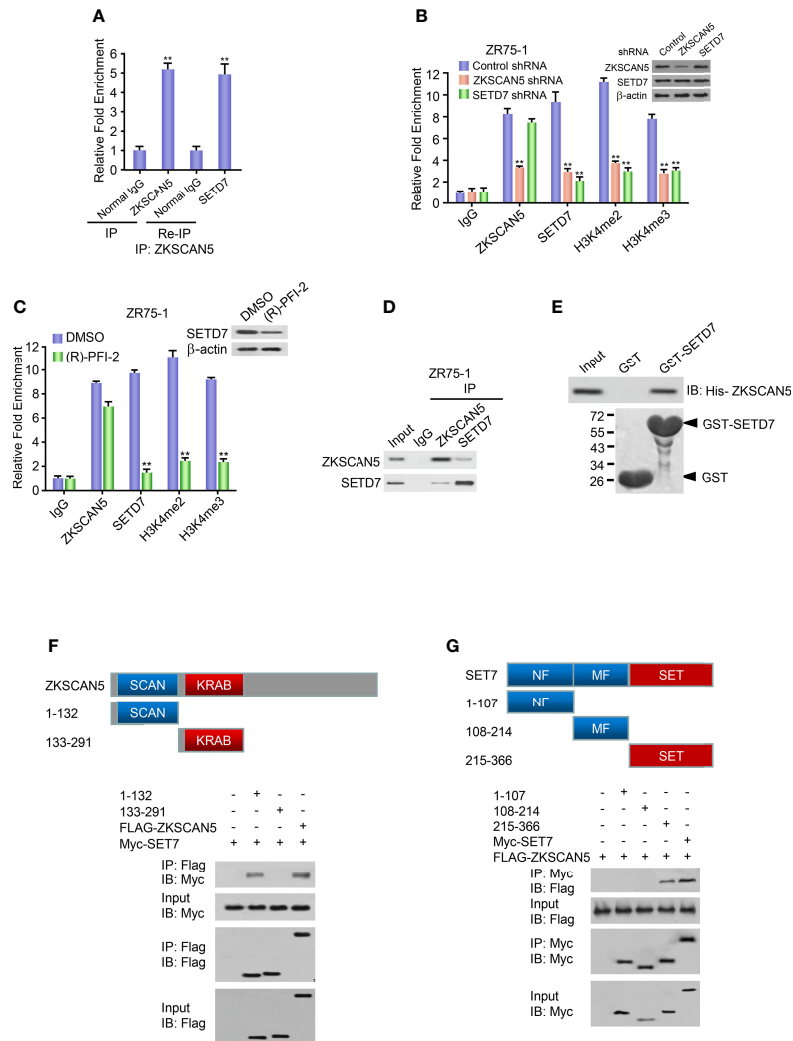 A
Relative Fold Enrichment
6
5
4
3
2
1
0
**
**
Normal IgG
ZKSCAN5
Normal IgG
SETD7
IP
Re-IP
IP: ZKSCAN5
B
ZR75-1
Control shRNA
ZKSCAN5 shRNA
SETD7 shRNA
shRNA
Control
ZKSCAN5
SETD7
ZKSCAN5
SETD7
β-actin
Relative Fold Enrichment
12
10
8
6
4
2
0
**
**
**
**
**
**
**
IgG
ZKSCAN5
SETD7
H3K4me2
H3K4me3
C
ZR75-1
DMSO
(R)-PFI-2
DMSO
(R)-PFI-2
SETD7
β-actin
Relative Fold Enrichment
12
10
8
6
4
2
0
**
**
**
IgG
ZKSCAN5
SETD7
H3K4me2
H3K4me3
D
ZR75-1
IP
Input
IgG
ZKSCAN5
SETD7
ZKSCAN5
SETD7
E
Input
GST
GST-SETD7
IB: His- ZKSCAN5
72
55
43
34
26
GST-SETD7
GST
F
ZKSCAN5 SCAN KRAB
1-132 SCAN
133-291 KRAB
1-132 - + - -
133-291 - - + -
FLAG-ZKSCAN5 - - - +
Myc-SET7 + + + +
IP: Flag
IB: Myc
Input
IB: Myc
IP: Flag
IB: Flag
Input
IB: Flag
G
SET7 NF MF SET
1-107
108-214 MF
215-366 SET
1-107 - + - - -
108-214 - - + - -
215-366 - - - + -
Myc-SET7 - - - - +
FLAG-ZKSCAN5 + + + + +
IP: Myc
IB: Flag
Input
IB: Flag
IP: Myc
IB: Myc
Input
IB: Myc